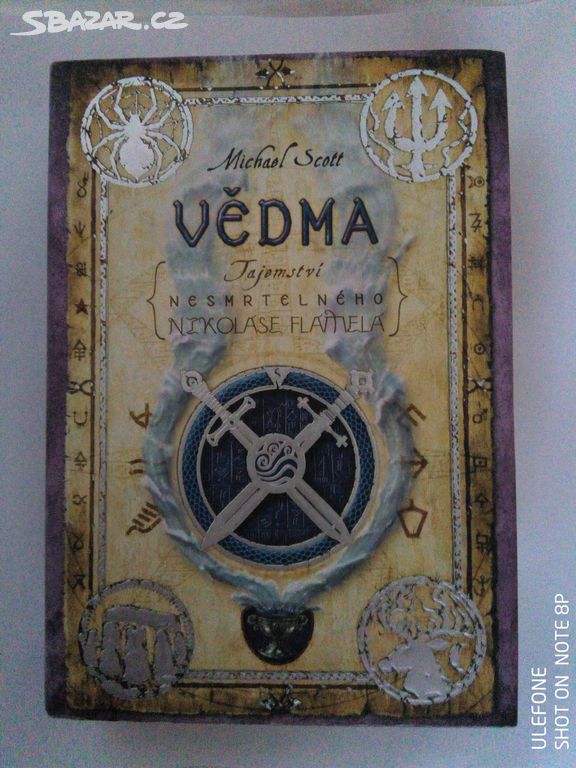 SBAZAR.CZ
Michael Scott
VĚDMA
Tajemství
NESMRTELNÉHO
NIKOLASE FLAMELA
ULEFONE
SHOT ON NOTE 8P